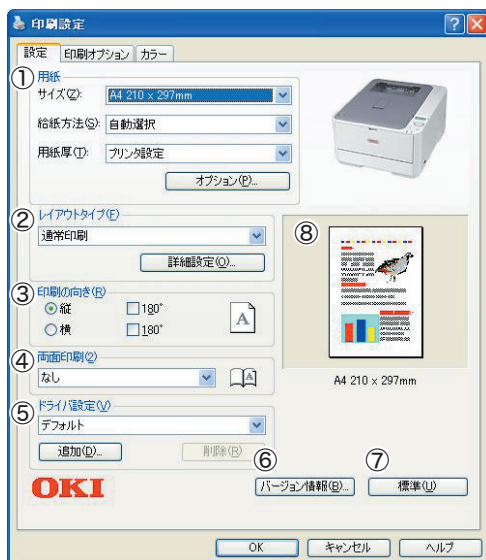 印刷設定
設定 印刷オプション カラー
① 用紙
サイズ(Z): A4 210 x 297mm
給紙方法(S): 自動選択
用紙厚(T): プリンタ設定
オプション(P)...
② レイアウトタイプ(F)
通常印刷
詳細設定(O)...
③ 印刷の向き(R)
縦 180°
横 180°
A
④ 両面印刷(2)
なし
A
⑤ ドライバ設定(V)
デフォルト
追加(D)... 削除(R)
⑧
A4 210 x 297mm
⑥ ⑦
OKI バージョン情報(B)... 標準(U)
OK キャンセル ヘルプ